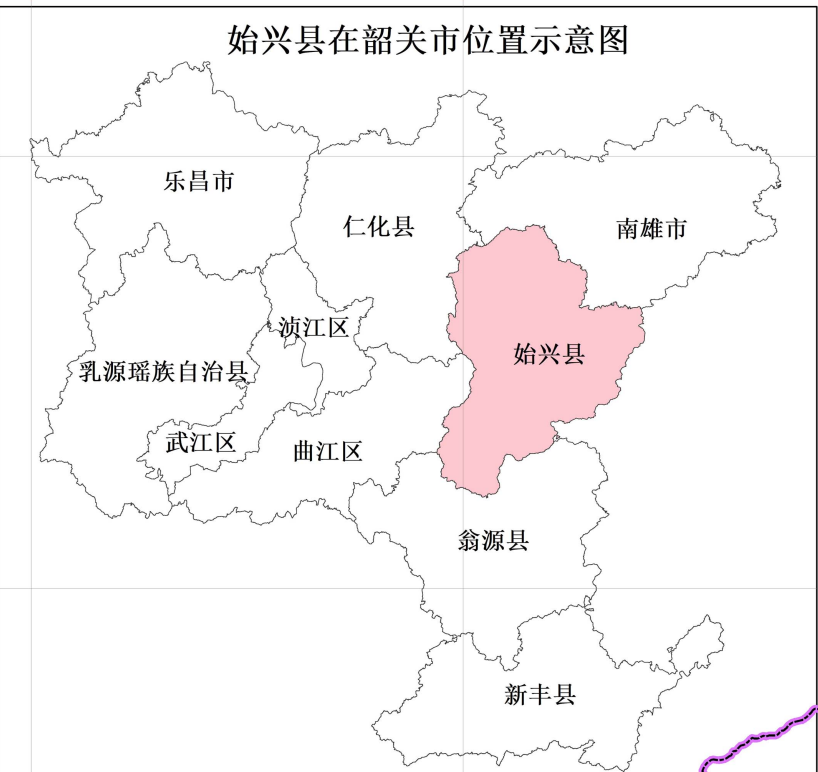 始兴县在韶关市位置示意图
乐昌市
仁化县
南雄市
浈江区
始兴县
乳源瑶族自治县
武江区
曲江区
翁源县
新丰县